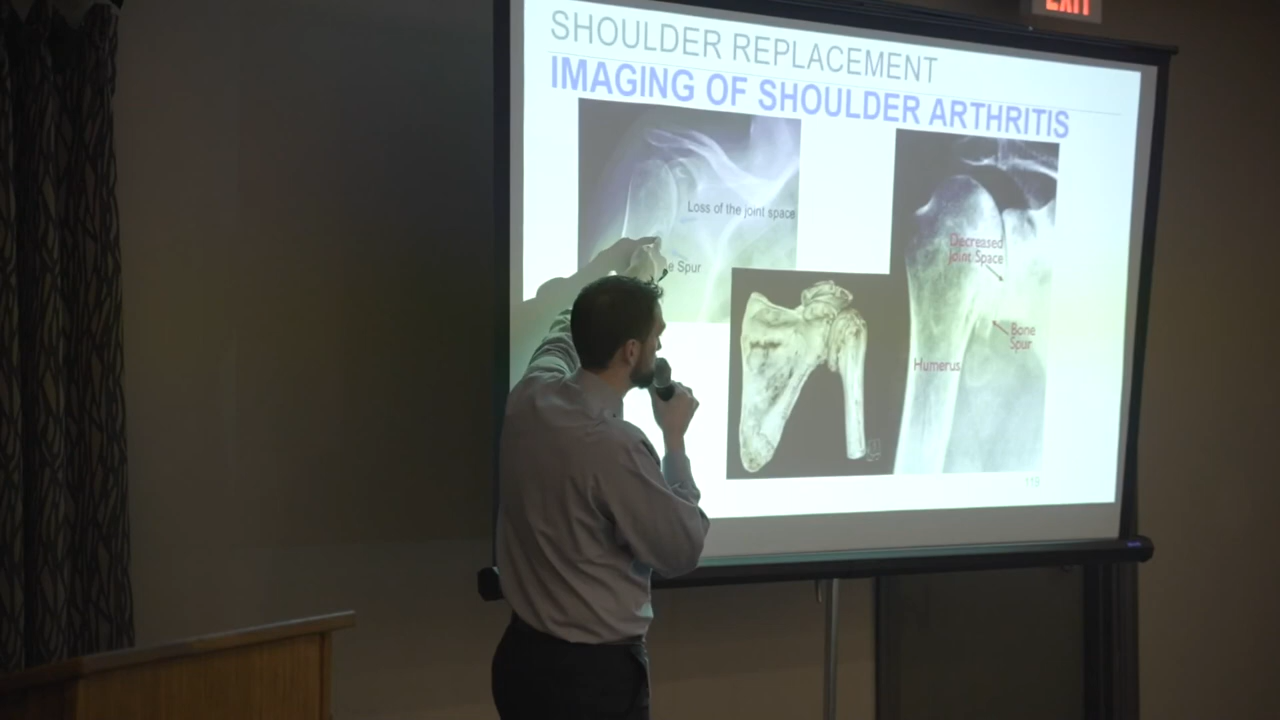 EXIT
SHOULDER REPLACEMENT
IMAGING OF SHOULDER ARTHRITIS
Loss of the joint space
e Spur
Decreased
Joint Space
Bone
Spur
Humerus
119